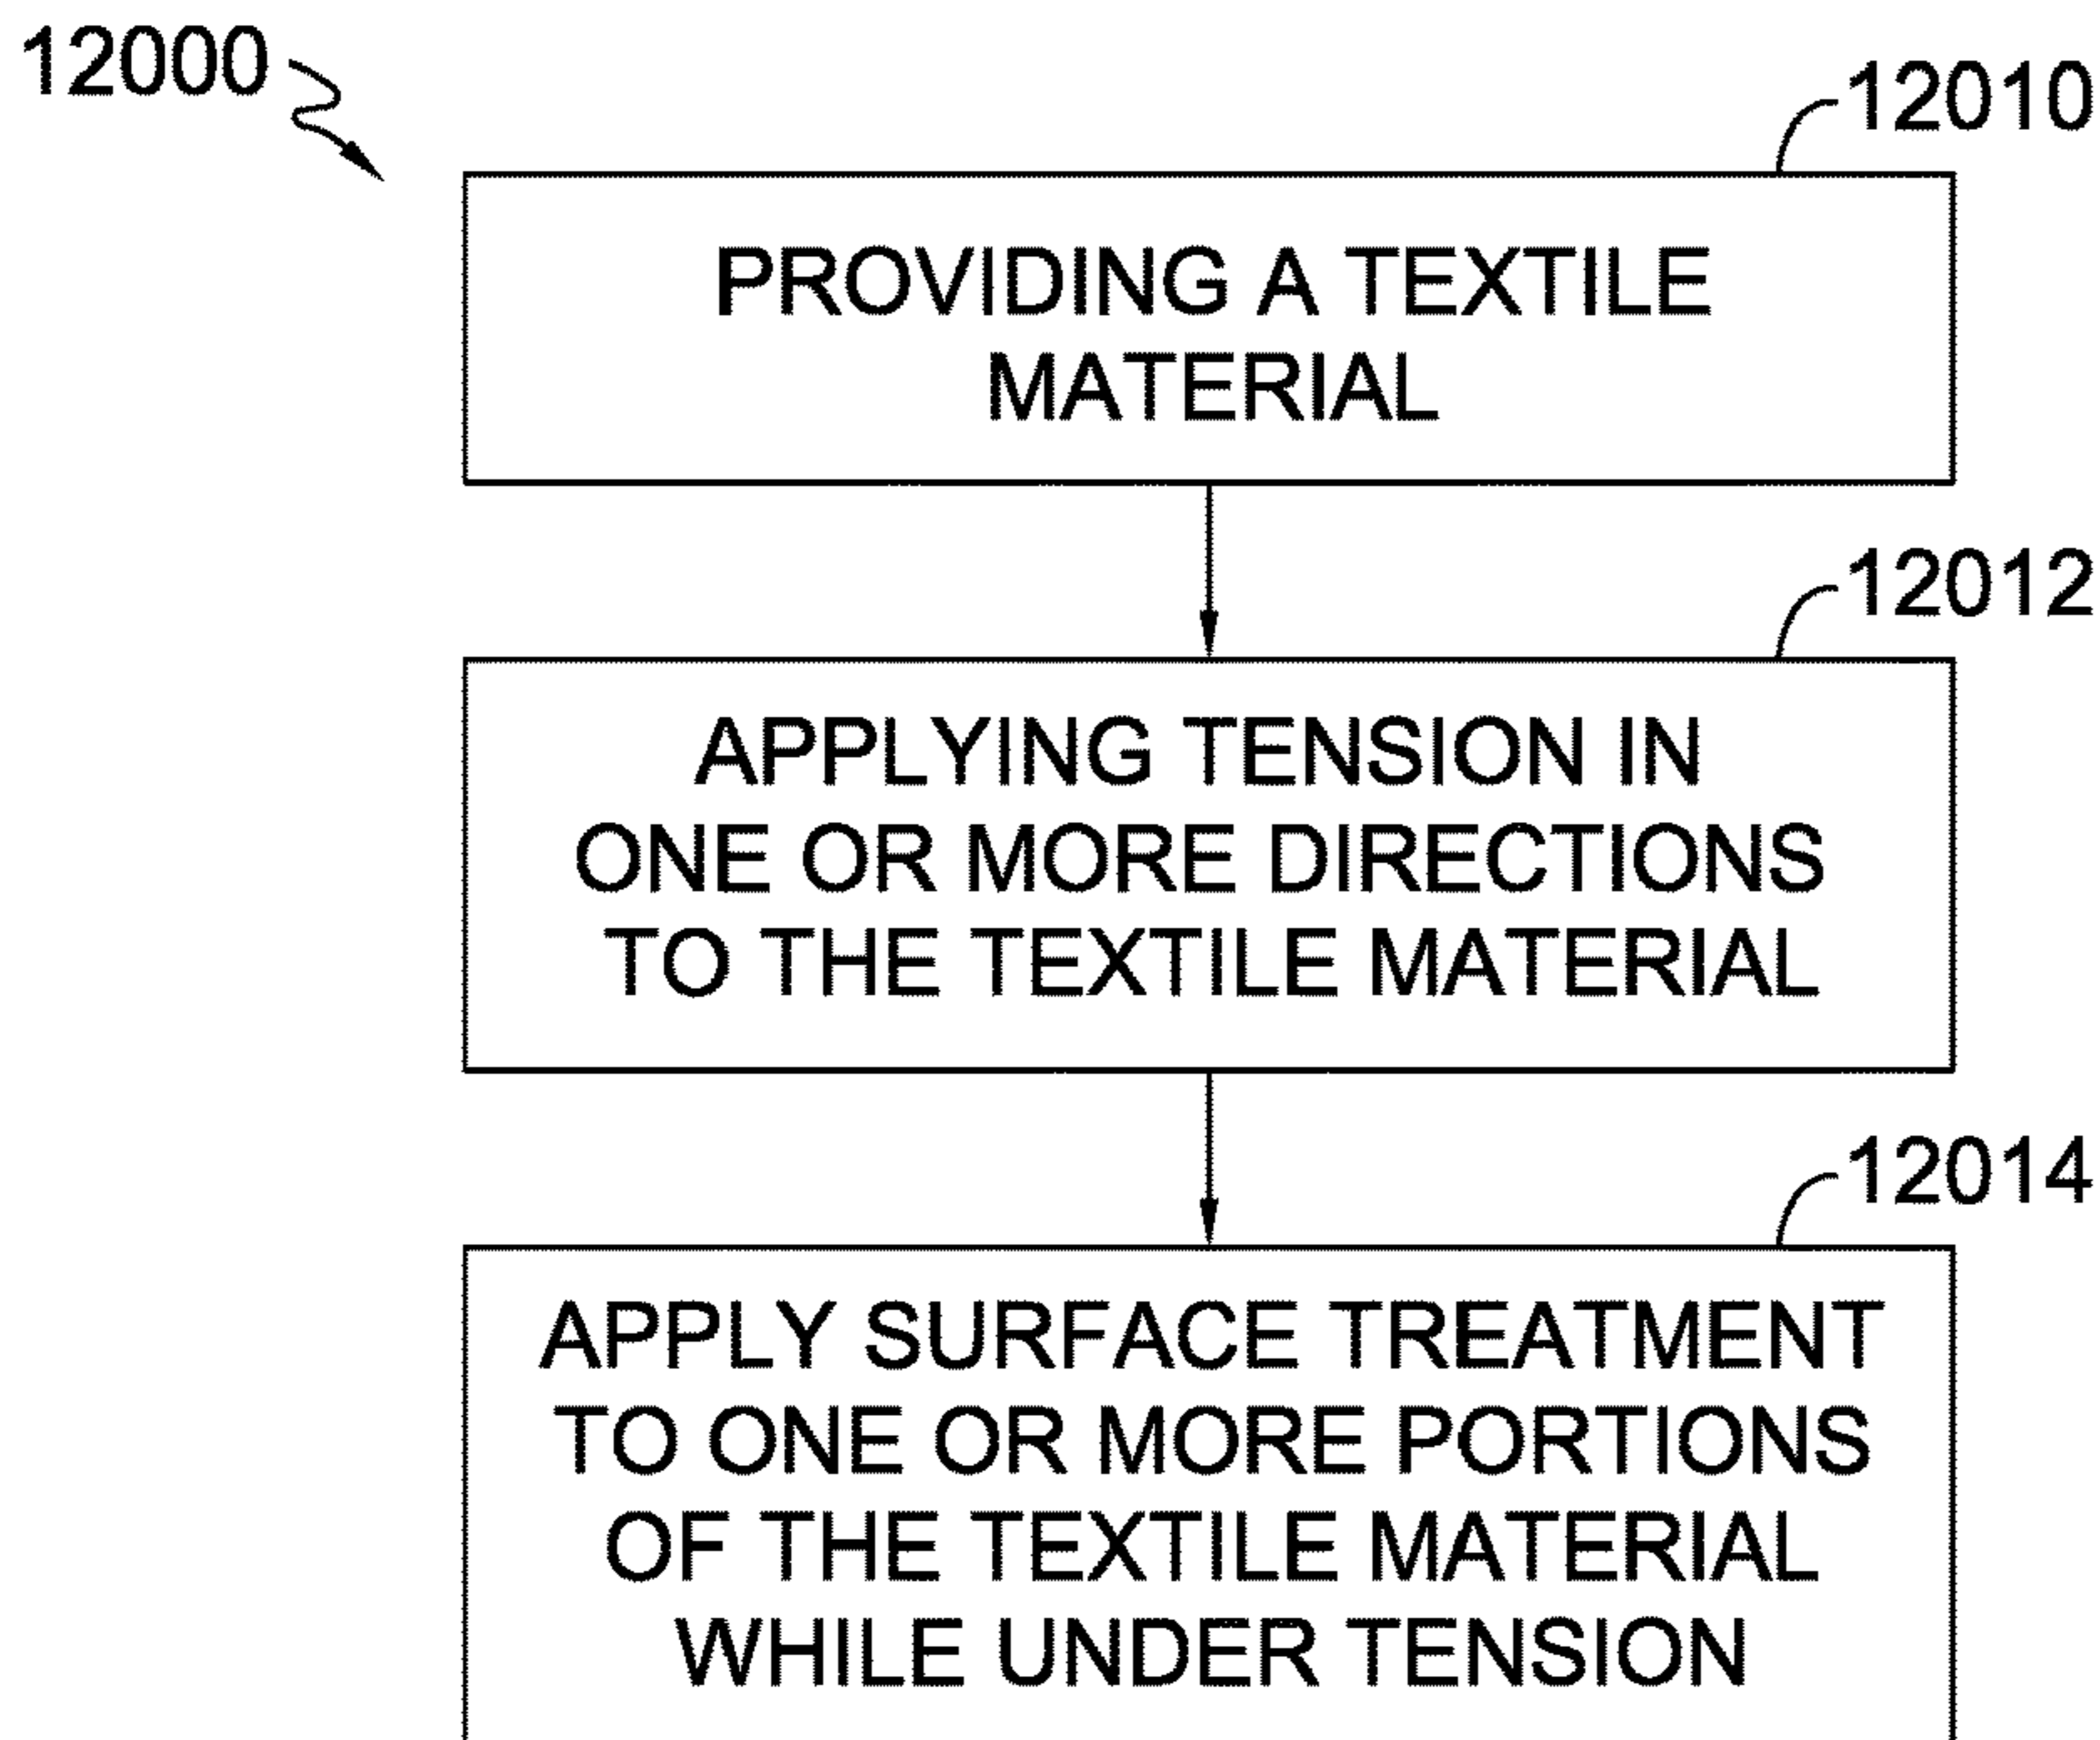 12000
12010
PROVIDING A TEXTILE
MATERIAL
12012
APPLYING TENSION IN
ONE OR MORE DIRECTIONS
TO THE TEXTILE MATERIAL
12014
APPLY SURFACE TREATMENT
TO ONE OR MORE PORTIONS
OF THE TEXTILE MATERIAL
WHILE UNDER TENSION